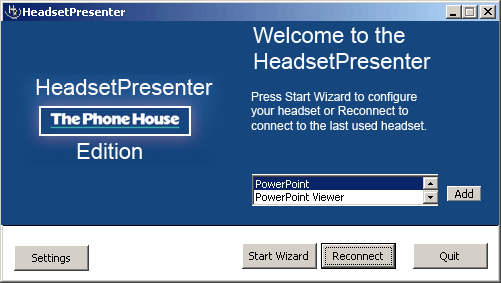 HeadsetPresenter
Welcome to the
HeadsetPresenter
HeadsetPresenter
The Phone House
Edition
Press Start Wizard to configure
your headset or Reconnect to
connect to the last used headset.
PowerPoint
PowerPoint Viewer
Add
Settings
Start Wizard
Reconnect
Quit